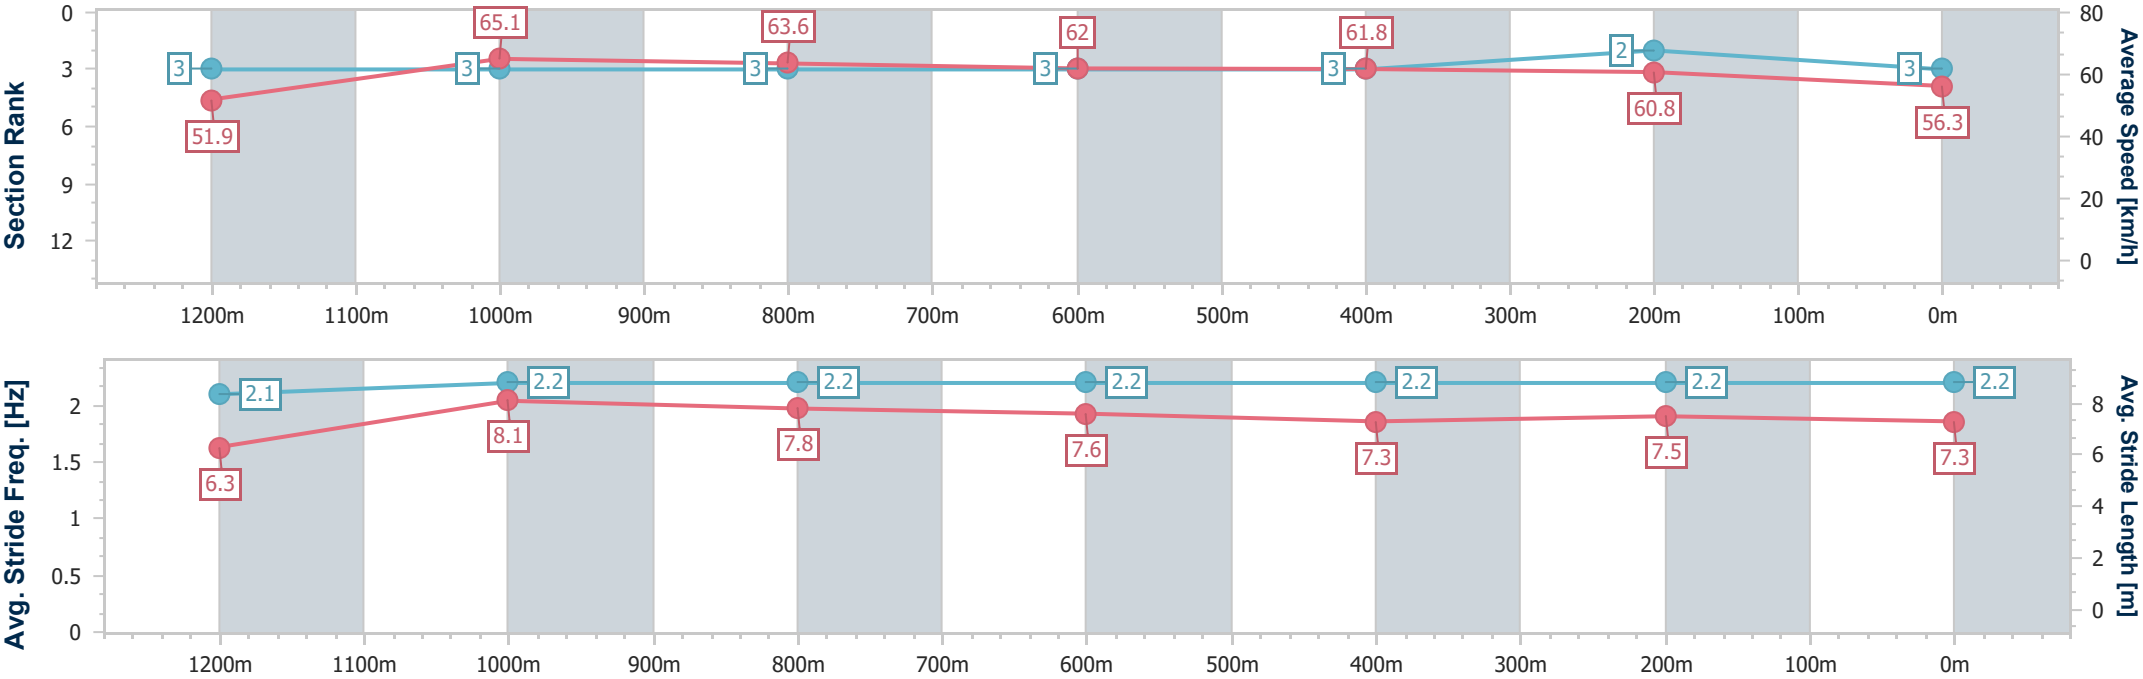 Section Rank
0
3
6
9
12
65.1
63.6
62
61.8
3
3
3
3
3
2
3
51.9
60.8
56.3
80
60
40
20
0
Average Speed [km/h]
1200m
1100m
1000m
900m
800m
700m
600m
500m
400m
300m
200m
100m
0m
Avg. Stride Freq. [Hz]
2
1.5
1
0.5
0
2.1
2.2
2.2
2.2
2.2
2.2
2.2
6.3
8.1
7.8
7.6
7.3
7.5
7.3
8
6
4
2
0
Avg. Stride Length [m]
1200m
1100m
1000m
900m
800m
700m
600m
500m
400m
300m
200m
100m
0m